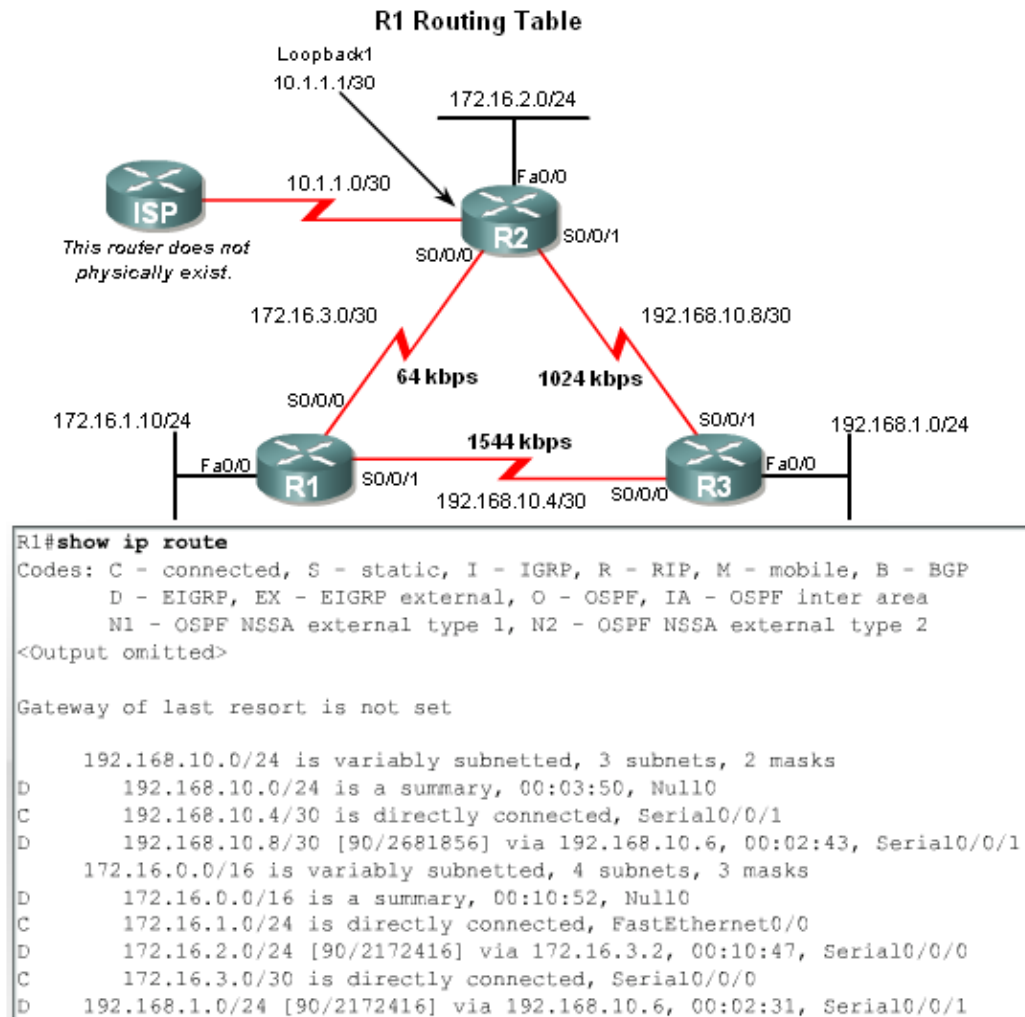 R1 Routing Table
Loopback1
10.1.1.1/30
172.16.2.0/24
10.1.1.0/30
Fa0/0
ISP
R2
This router does not
physically exist.
S0/0/0
S0/0/1
172.16.3.0/30
192.168.10.8/30
64 kbps
1024 kbps
S0/0/0
S0/0/1
172.16.1.10/24
192.168.1.0/24
1544 kbps
Fa0/0
R1
S0/0/1
192.168.10.4/30
S0/0/0
R3
Fa0/0
R1#show ip route
Codes: C - connected, S - static, I - IGRP, R - RIP, M - mobile, B - BGP
D - EIGRP, EX - EIGRP external, O - OSPF, IA - OSPF inter area
N1 - OSPF NSSA external type 1, N2 - OSPF NSSA external type 2
<Output omitted>
Gateway of last resort is not set
192.168.10.0/24 is variably subnetted, 3 subnets, 2 masks
D 192.168.10.0/24 is a summary, 00:03:50, Null0
C 192.168.10.4/30 is directly connected, Serial0/0/1
D 192.168.10.8/30 [90/2681856] via 192.168.10.6, 00:02:43, Serial0/0/1
172.16.0.0/16 is variably subnetted, 4 subnets, 3 masks
D 172.16.0.0/16 is a summary, 00:10:52, Null0
C 172.16.1.0/24 is directly connected, FastEthernet0/0
D 172.16.2.0/24 [90/2172416] via 172.16.3.2, 00:10:47, Serial0/0/0
C 172.16.3.0/30 is directly connected, Serial0/0/0
D 192.168.1.0/24 [90/2172416] via 192.168.10.6, 00:02:31, Serial0/0/1